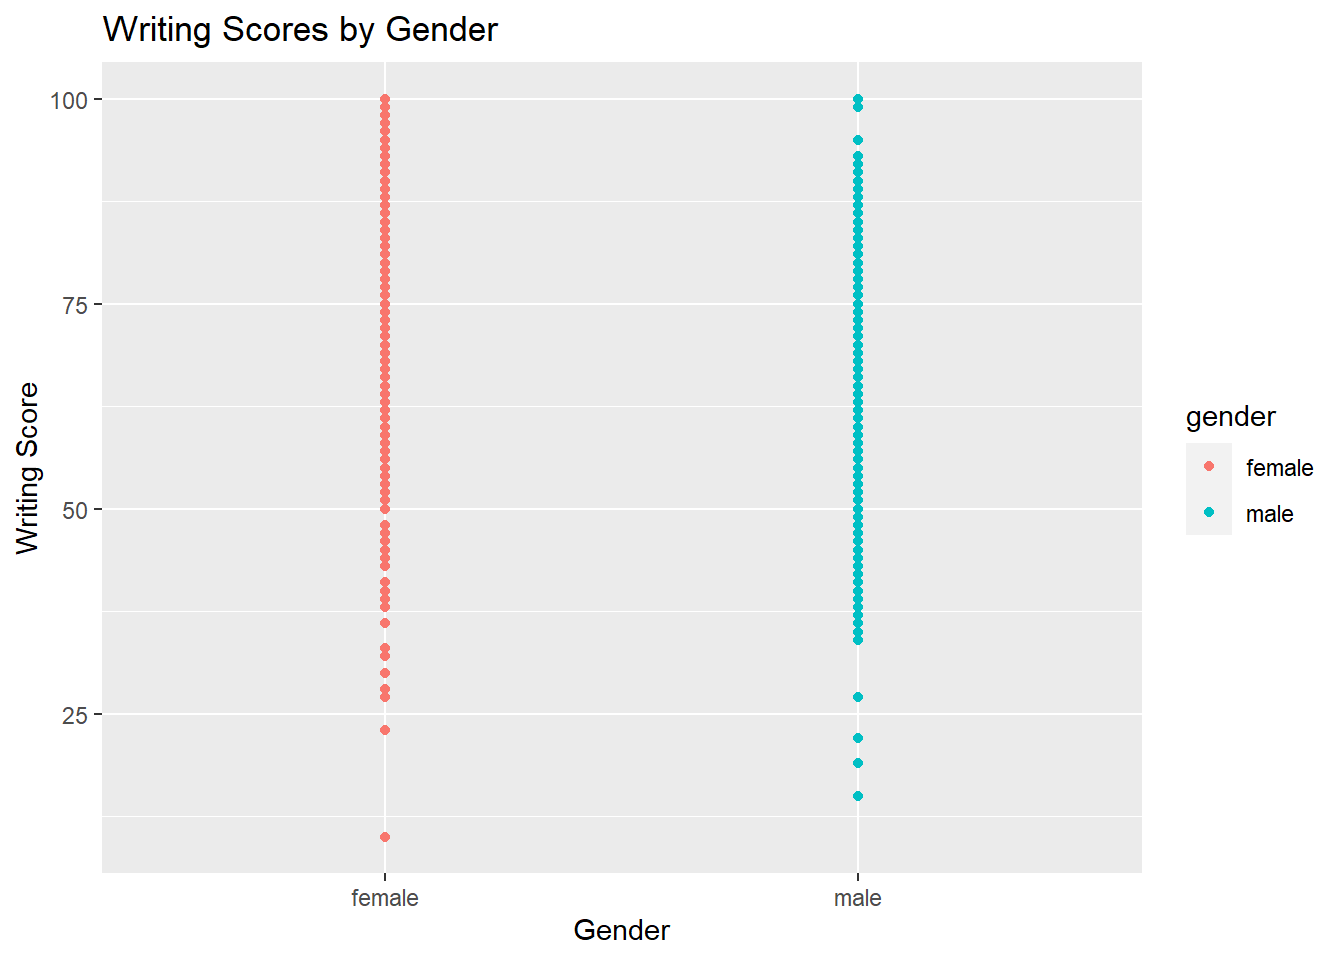 Writing Scores by Gender
100
75
50
25
Writing Score
female
male
Gender
gender
female
male